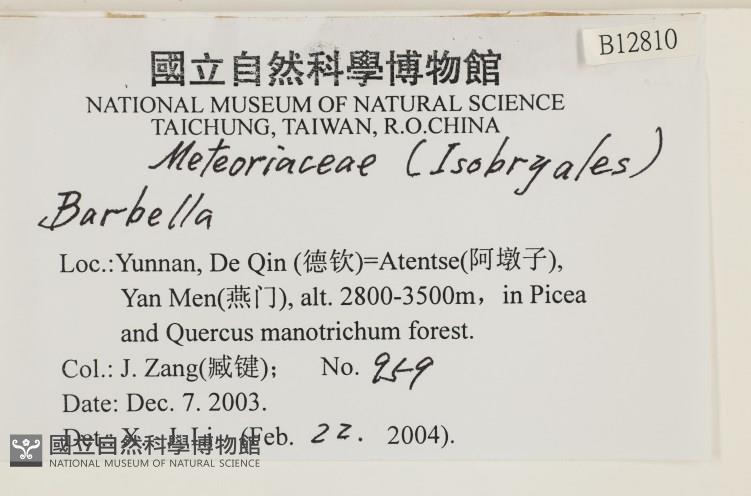 B12810
國立自然科學博物館
NATIONAL MUSEUM OF NATURAL SCIENCE
TAICHUNG, TAIWAN, R.O.CHINA
Meteoriaceae (Isobryales)
Barbella
Loc.:Yunnan, De Qin (德钦)=Atentse(阿墩子),
Yan Men(燕门), alt. 2800-3500m，in Picea
and Quercus manotrichum forest.
Col.: J. Zang(臧键)； No. 959
Date: Dec. 7. 2003.
(Feb. 22. 2004).
國立自然科學博物館
NATIONAL MUSEUM OF NATURAL SCIENCE